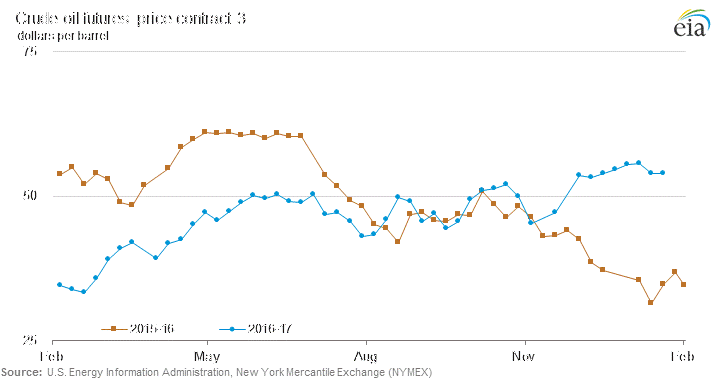 Crude oil futures price contract 3
dollars per barrel
eia
75
50
25
Feb May Aug Nov Feb
2015-16 2016-17
Source: U.S. Energy Information Administration, New York Mercantile Exchange (NYMEX)